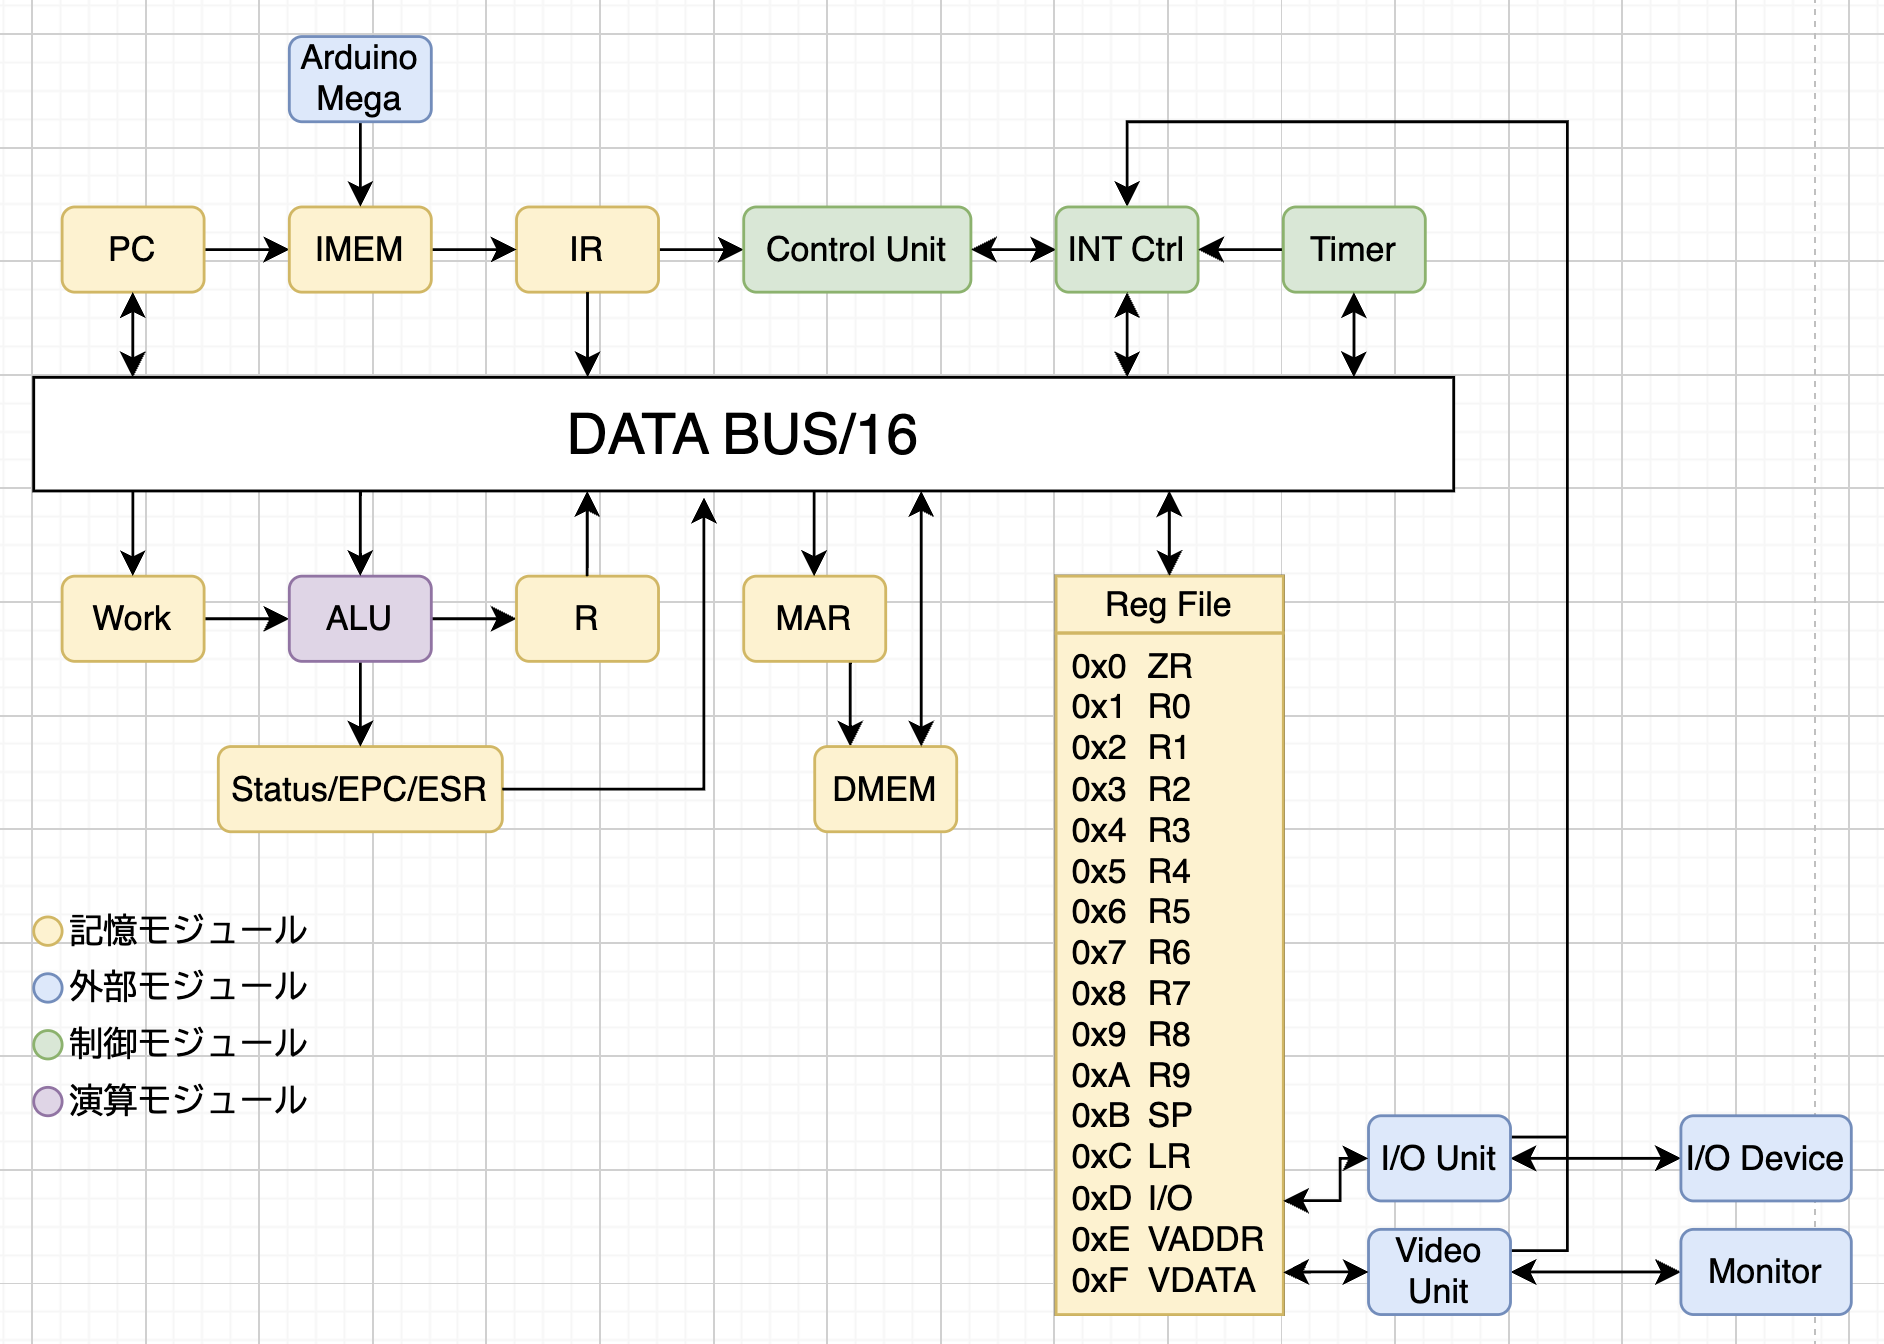 Arduino
Mega
PC
IMEM
IR
Control Unit
INT Ctrl
Timer
DATA BUS/16
Work
ALU
R
MAR
Status/EPC/ESR
DMEM
Reg File
0x0 ZR
0x1 R0
0x2 R1
0x3 R2
0x4 R3
0x5 R4
0x6 R5
0x7 R6
0x8 R7
0x9 R8
0xA R9
0xB SP
0xC LR
0xD I/O
0xE VADDR
0xF VDATA
I/O Unit
I/O Device
Video
Unit
Monitor
記憶モジュール
外部モジュール
制御モジュール
演算モジュール